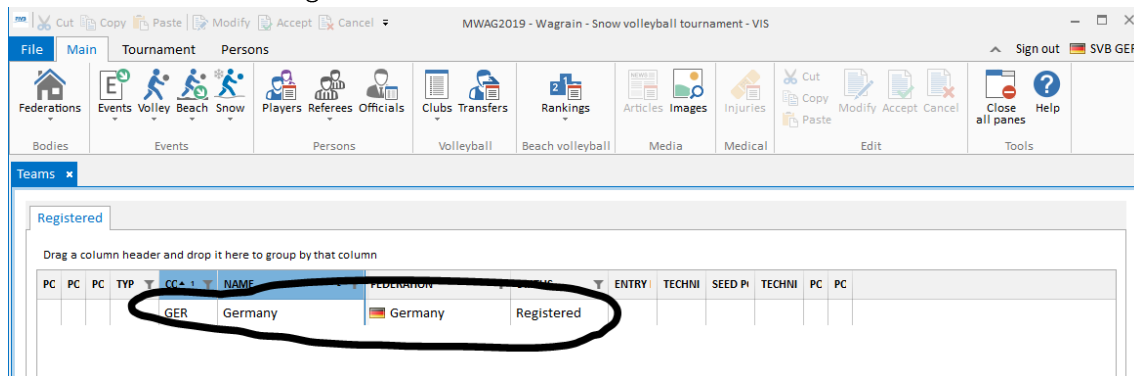 Cut Copy Paste Modify Accept Cancel MWAG2019 - Wagrain - Snow volleyball tournament - VIS
File Main Tournament Persons Sign out SVB GER
Federations Events Volley Beach Snow Players Referees Officials Clubs Transfers Rankings Articles Images Injuries Cut Copy Paste Modify Accept Cancel Close all panes Help
Bodies Events Persons Volleyball Beach volleyball Media Medical Edit Tools
Teams
Registered
Drag a column header and drop it here to group by that column
PC PC PC TYP CC 1 NAME ENTRY TECHNI SEED TECHNI PC PC
GER Germany Germany Registered